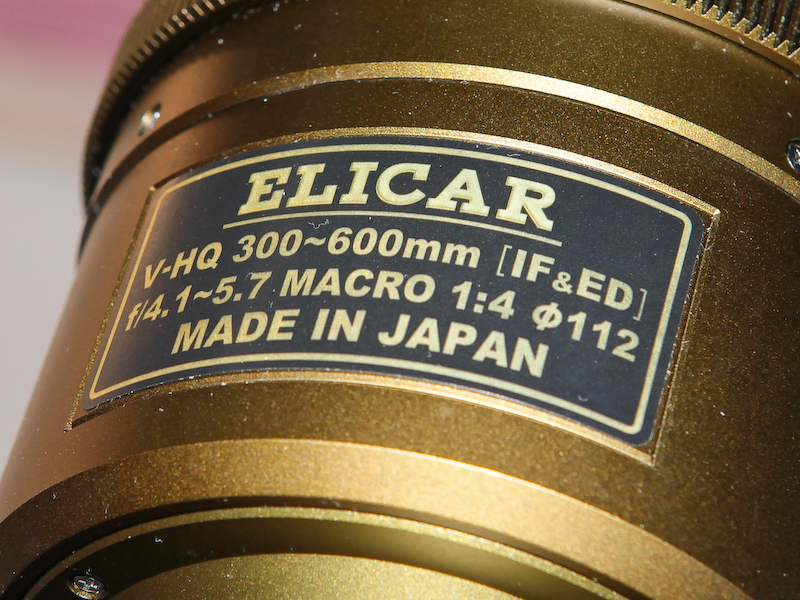 ELICAR
V-HQ 300~600mm [IF&ED]
f/4.1~5.7 MACRO 1:4 φ112
MADE IN JAPAN